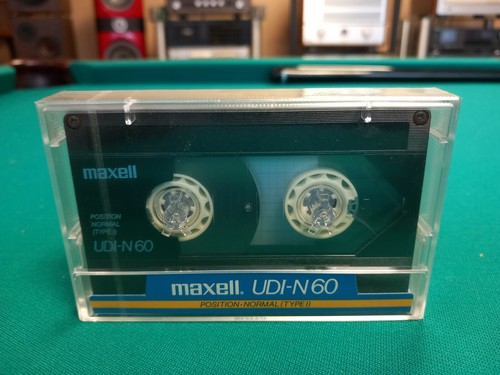 maxell
POSITION
NORMAL
(TYPE I)
UDI-N 60
maxell. UDI-N 60
POSITION • NORMAL (TYPE I)